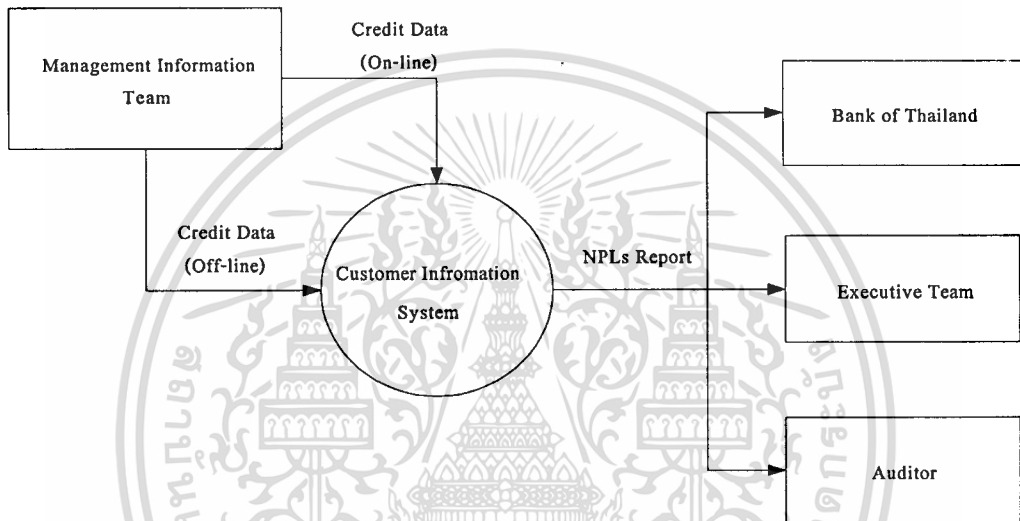 Management Information
Team
Credit Data
(On-line)
Bank of Thailand
Credit Data
(Off-line)
Customer Infromation
System
NPLs Report
Executive Team
Auditor